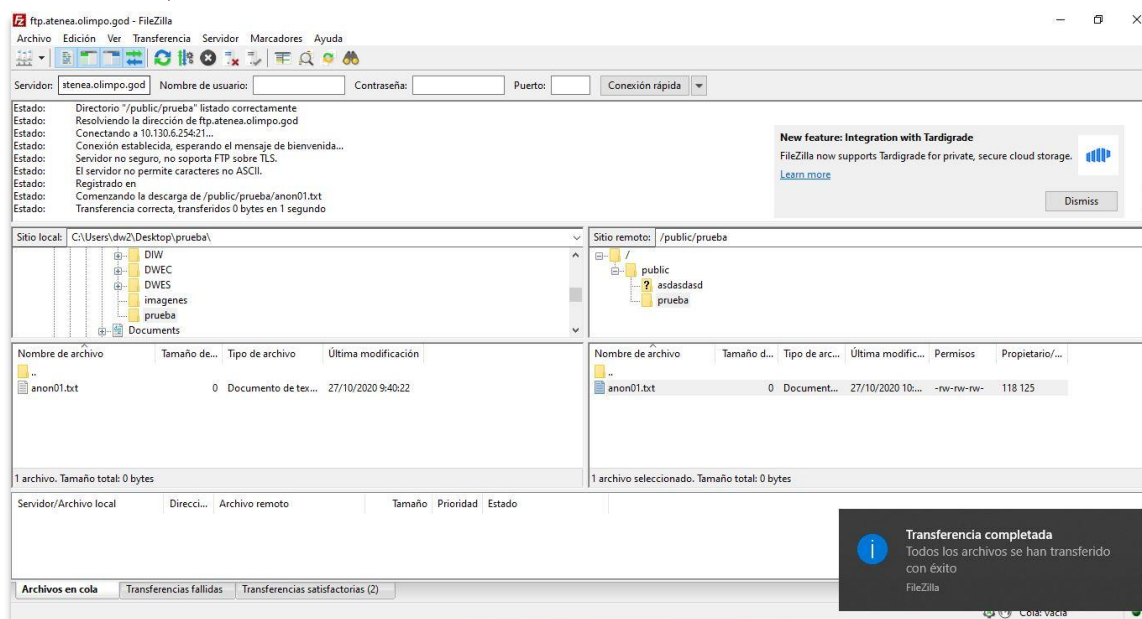 ftp.atenea.olimpo.god - FileZilla
Archivo Edición Ver Transferencia Servidor Marcadores Ayuda
Servidor: atenea.olimpo.god Nombre de usuario: Contraseña: Puerto: Conexión rápida
Estado: Directorio "/public/prueba" listado correctamente
Estado: Resolviendo la dirección de ftp.atenea.olimpo.god
Estado: Conectando a 10.130.6.254:21...
Estado: Conexión establecida, esperando el mensaje de bienvenida...
Estado: Servidor no seguro, no soporta FTP sobre TLS.
Estado: El servidor no permite caracteres no ASCII.
Estado: Registrado en
Estado: Comenzando la descarga de /public/prueba/anon01.txt
Estado: Transferencia correcta, transferidos 0 bytes en 1 segundo
New feature: Integration with Tardigrade
FileZilla now supports Tardigrade for private, secure cloud storage.
Learn more
Dismiss
Sitio local: C:\Users\dw2\Desktop\prueba\
DIW
DWEC
DWES
imagenes
prueba
Documents
Sitio remoto: /public/prueba
/
public
? asdasdasd
prueba
Nombre de archivo Tamaño de... Tipo de archivo Última modificación
..
anon01.txt 0 Documento de tex... 27/10/2020 9:40:22
1 archivo. Tamaño total: 0 bytes
Nombre de archivo Tamaño d... Tipo de arc... Última modific... Permisos Propietario/...
..
anon01.txt 0 Document... 27/10/2020 10:... -rw-rw-rw- 118 125
1 archivo seleccionado. Tamaño total: 0 bytes
Servidor/Archivo local Direcci... Archivo remoto Tamaño Prioridad Estado
Transferencia completada
Todos los archivos se han transferido
con éxito
FileZilla
Archivos en cola Transferencias fallidas Transferencias satisfactorias (2)
Cola: vacía